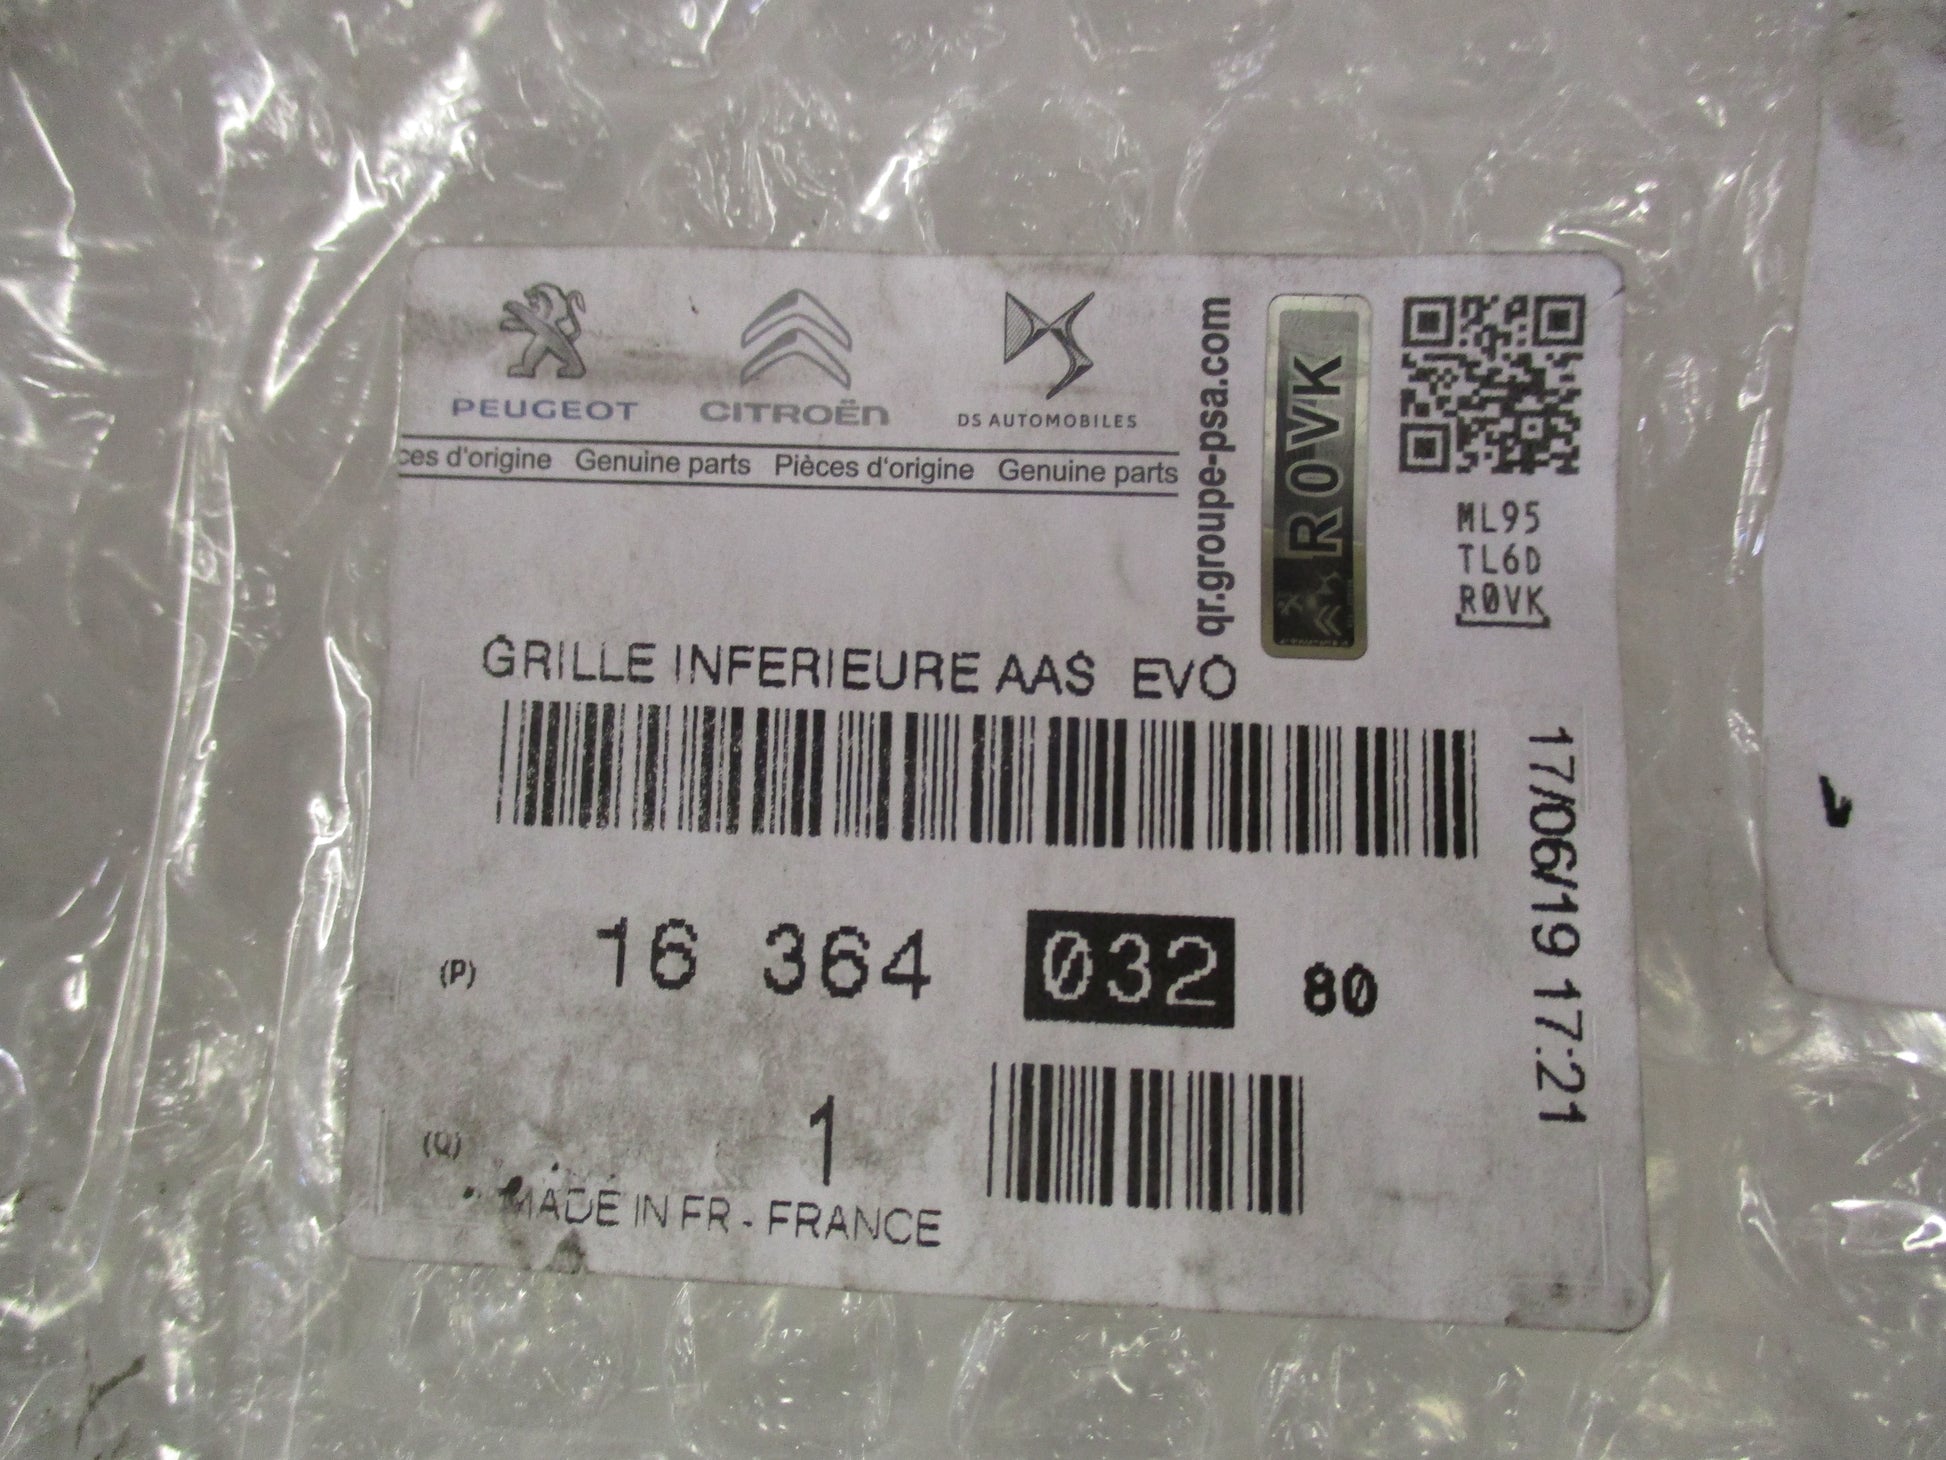 PEUGEOT CITROËN DS AUTOMOBILES
ces d'origine Genuine parts Pièces d'origine Genuine parts
qr.groupe-psa.com
R0VK
ML95
TL6D
R0VK
GRILLE INFERIEURE AAS EVO
17/06/19 17:21
(P) 16 364 032 80
(Q) 1
MADE IN FR - FRANCE